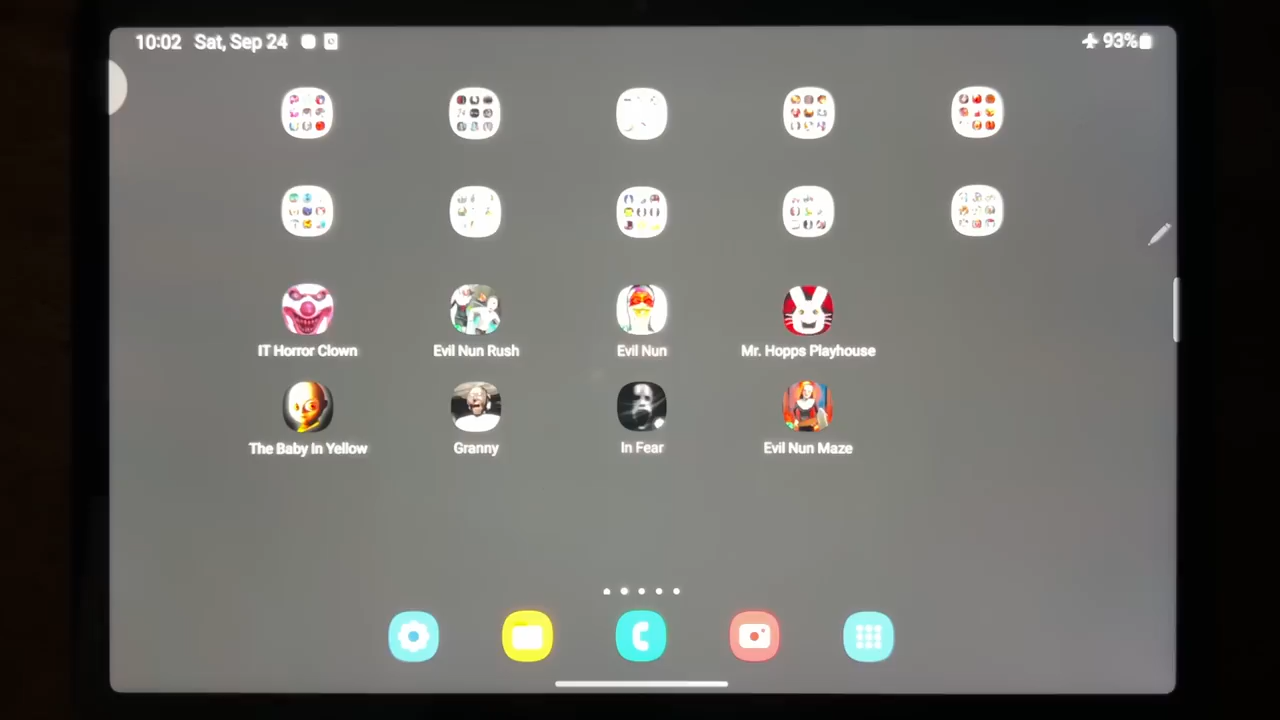 10:02 Sat, Sep 24 93%
IT Horror Clown Evil Nun Rush Evil Nun Mr. Hopps Playhouse
The Baby In Yellow Granny In Fear Evil Nun Maze